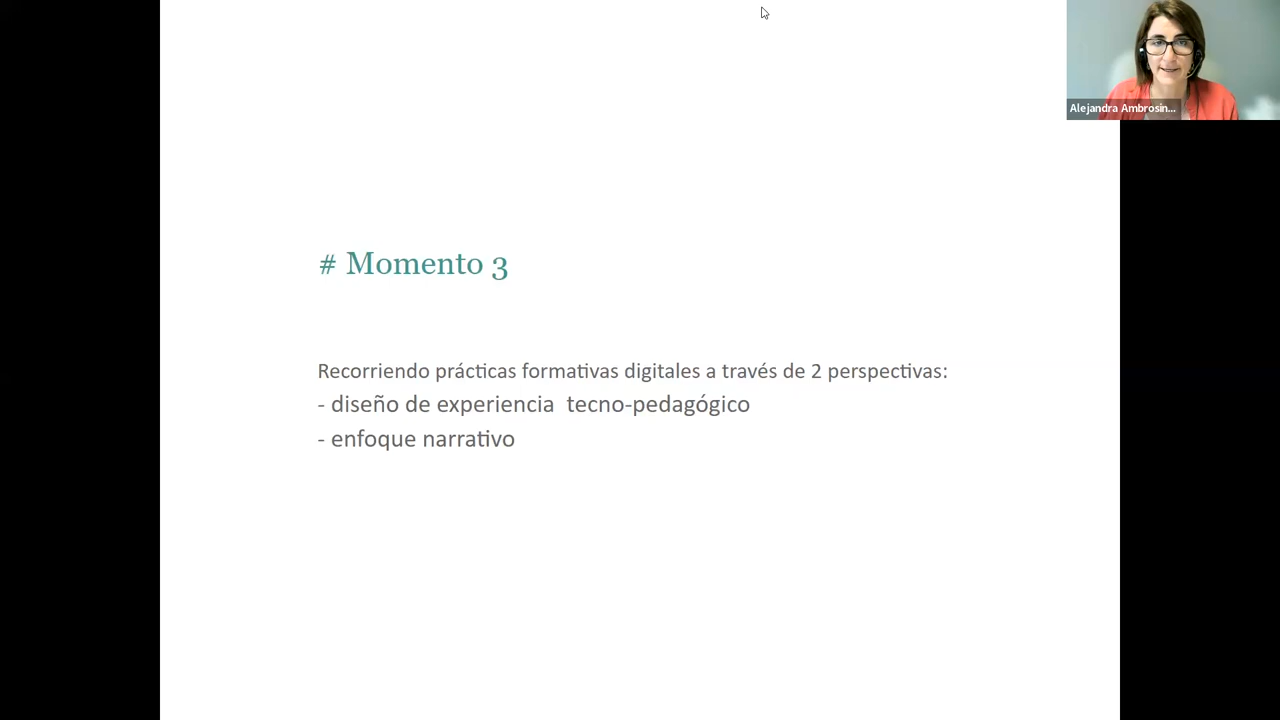 Alejandra Ambrosin...
# Momento 3
Recorriendo prácticas formativas digitales a través de 2 perspectivas:
- diseño de experiencia  tecno-pedagógico
- enfoque narrativo